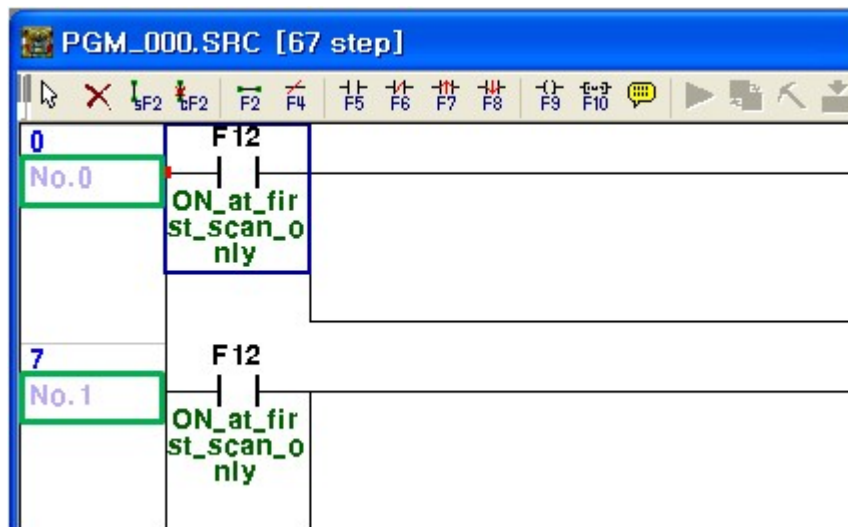 PGM_000.SRC [67 step]
sF2 cF2 F2 F4 F5 F6 F7 F8 F9 F10
0
F12
No.0
ON_at_fir
st_scan_o
nly
7
F12
No.1
ON_at_fir
st_scan_o
nly